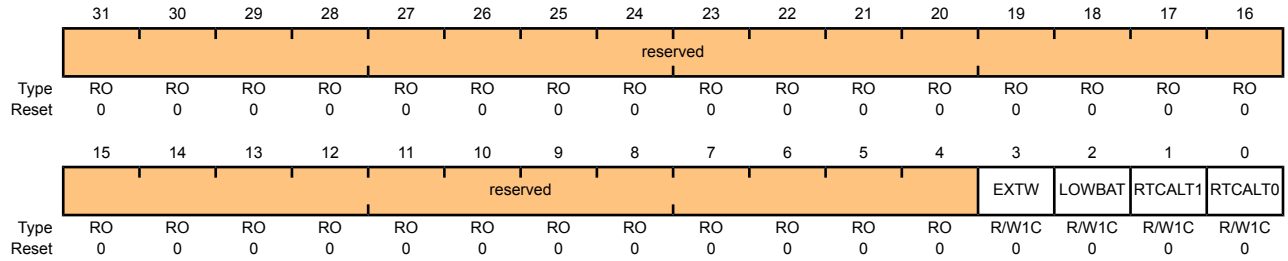 31 30 29 28 27 26 25 24 23 22 21 20 19 18 17 16
reserved
Type RO RO RO RO RO RO RO RO RO RO RO RO RO RO RO RO
Reset 0 0 0 0 0 0 0 0 0 0 0 0 0 0 0 0
15 14 13 12 11 10 9 8 7 6 5 4 3 2 1 0
reserved EXTW LOWBAT RTCALT1 RTCALT0
Type RO RO RO RO RO RO RO RO RO RO RO RO R/W1C R/W1C R/W1C R/W1C
Reset 0 0 0 0 0 0 0 0 0 0 0 0 0 0 0 0